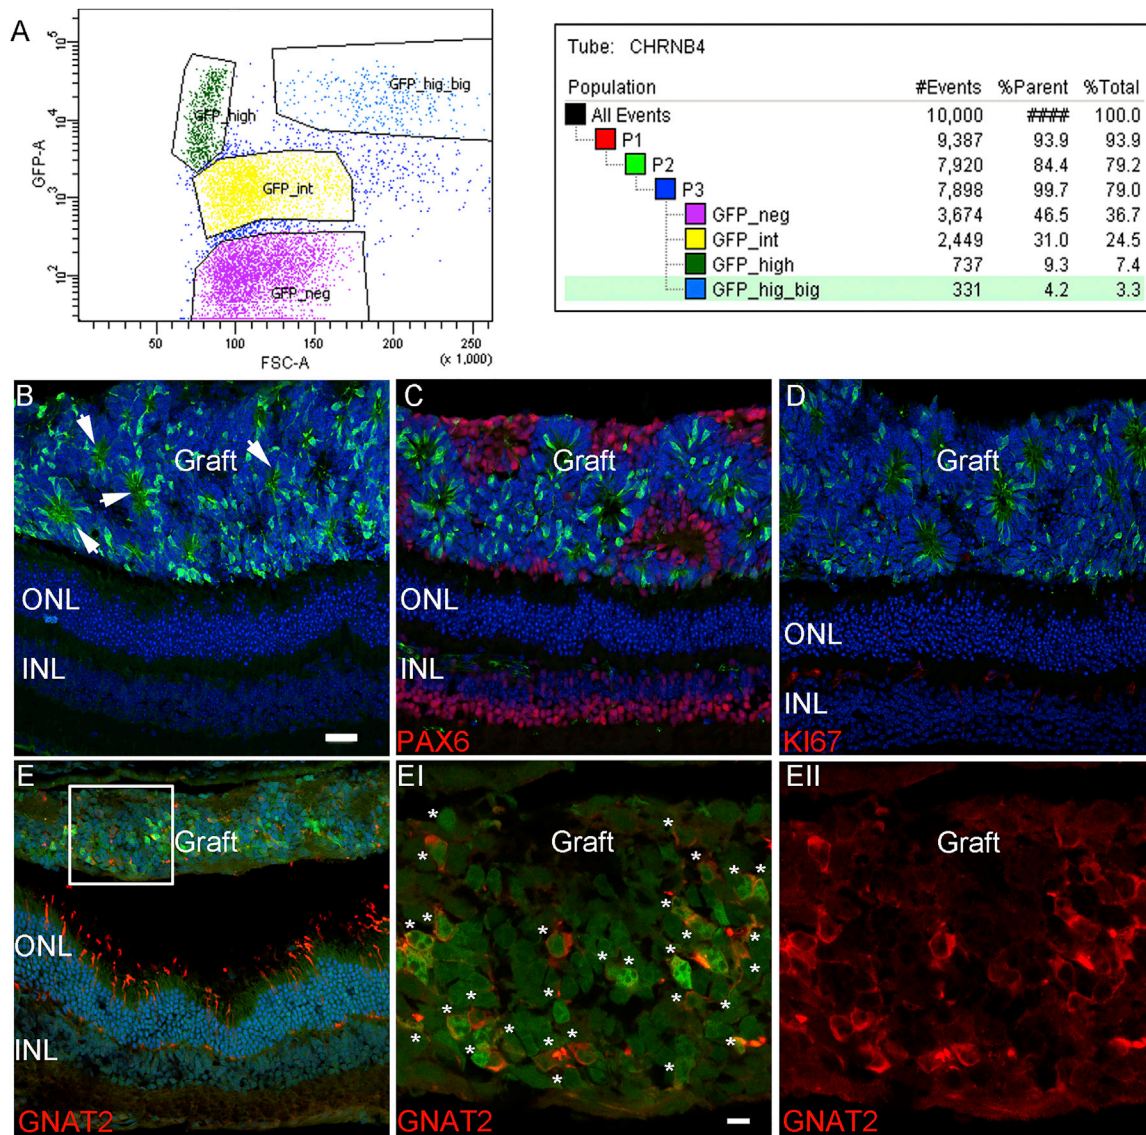 A
GFP-A
10^5
10^4
10^3
10^2
GFP_hig_big
GFP_high
GFP_int
GFP_neg
50 100 150 200 250
(x 1,000)
FSC-A
Tube: CHRNB4
Population #Events %Parent %Total
All Events 10,000 #### 100.0
P1 9,387 93.9 93.9
P2 7,920 84.4 79.2
P3 7,898 99.7 79.0
GFP_neg 3,674 46.5 36.7
GFP_int 2,449 31.0 24.5
GFP_high 737 9.3 7.4
GFP_hig_big 331 4.2 3.3
B
Graft
ONL
INL
C
Graft
ONL
INL
PAX6
D
Graft
ONL
INL
KI67
E
Graft
ONL
INL
GNAT2
EI
Graft
* * * * * * * * * * * * * * * * * * * * * * * * * * * * *
GNAT2
EII
Graft
GNAT2